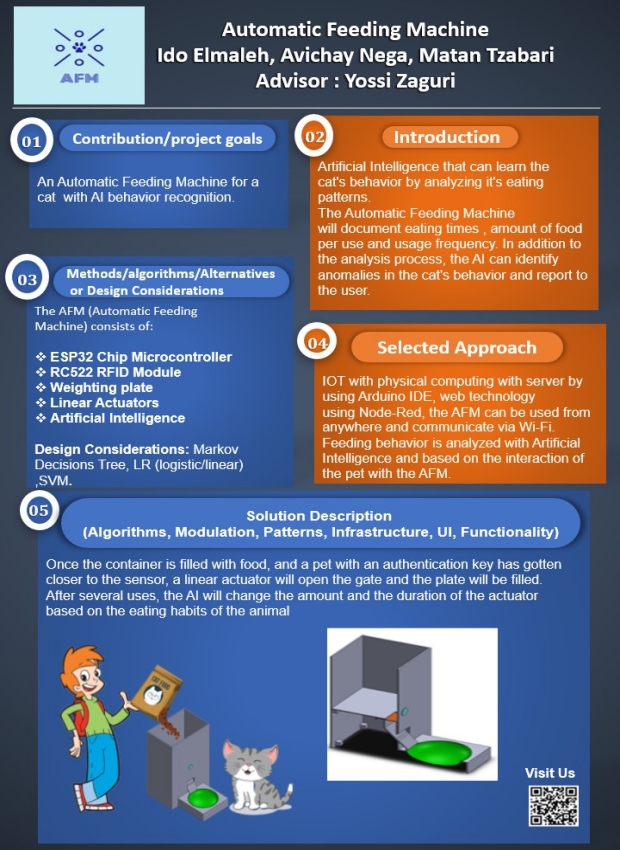 AFM
Automatic Feeding Machine
Ido Elmaleh, Avichay Nega, Matan Tzabari
Advisor : Yossi Zaguri
01
Contribution/project goals
An Automatic Feeding Machine for a
cat with AI behavior recognition.
02
Introduction
Artificial Intelligence that can learn the
cat's behavior by analyzing it's eating
patterns.
The Automatic Feeding Machine
will document eating times , amount of food
per use and usage frequency. In addition to
the analysis process, the AI can identify
anomalies in the cat's behavior and report to
the user.
03
Methods/algorithms/Alternatives
or Design Considerations
The AFM (Automatic Feeding
Machine) consists of:
❖ ESP32 Chip Microcontroller
❖ RC522 RFID Module
❖ Weighting plate
❖ Linear Actuators
❖ Artificial Intelligence
Design Considerations: Markov
Decisions Tree, LR (logistic/linear)
,SVM.
04
Selected Approach
IOT with physical computing with server by
using Arduino IDE, web technology
using Node-Red, the AFM can be used from
anywhere and communicate via Wi-Fi.
Feeding behavior is analyzed with Artificial
Intelligence and based on the interaction of
the pet with the AFM.
05
Solution Description
(Algorithms, Modulation, Patterns, Infrastructure, UI, Functionality)
Once the container is filled with food, and a pet with an authentication key has gotten
closer to the sensor, a linear actuator will open the gate and the plate will be filled.
After several uses, the AI will change the amount and the duration of the actuator
based on the eating habits of the animal
CAT FOOD
Visit Us